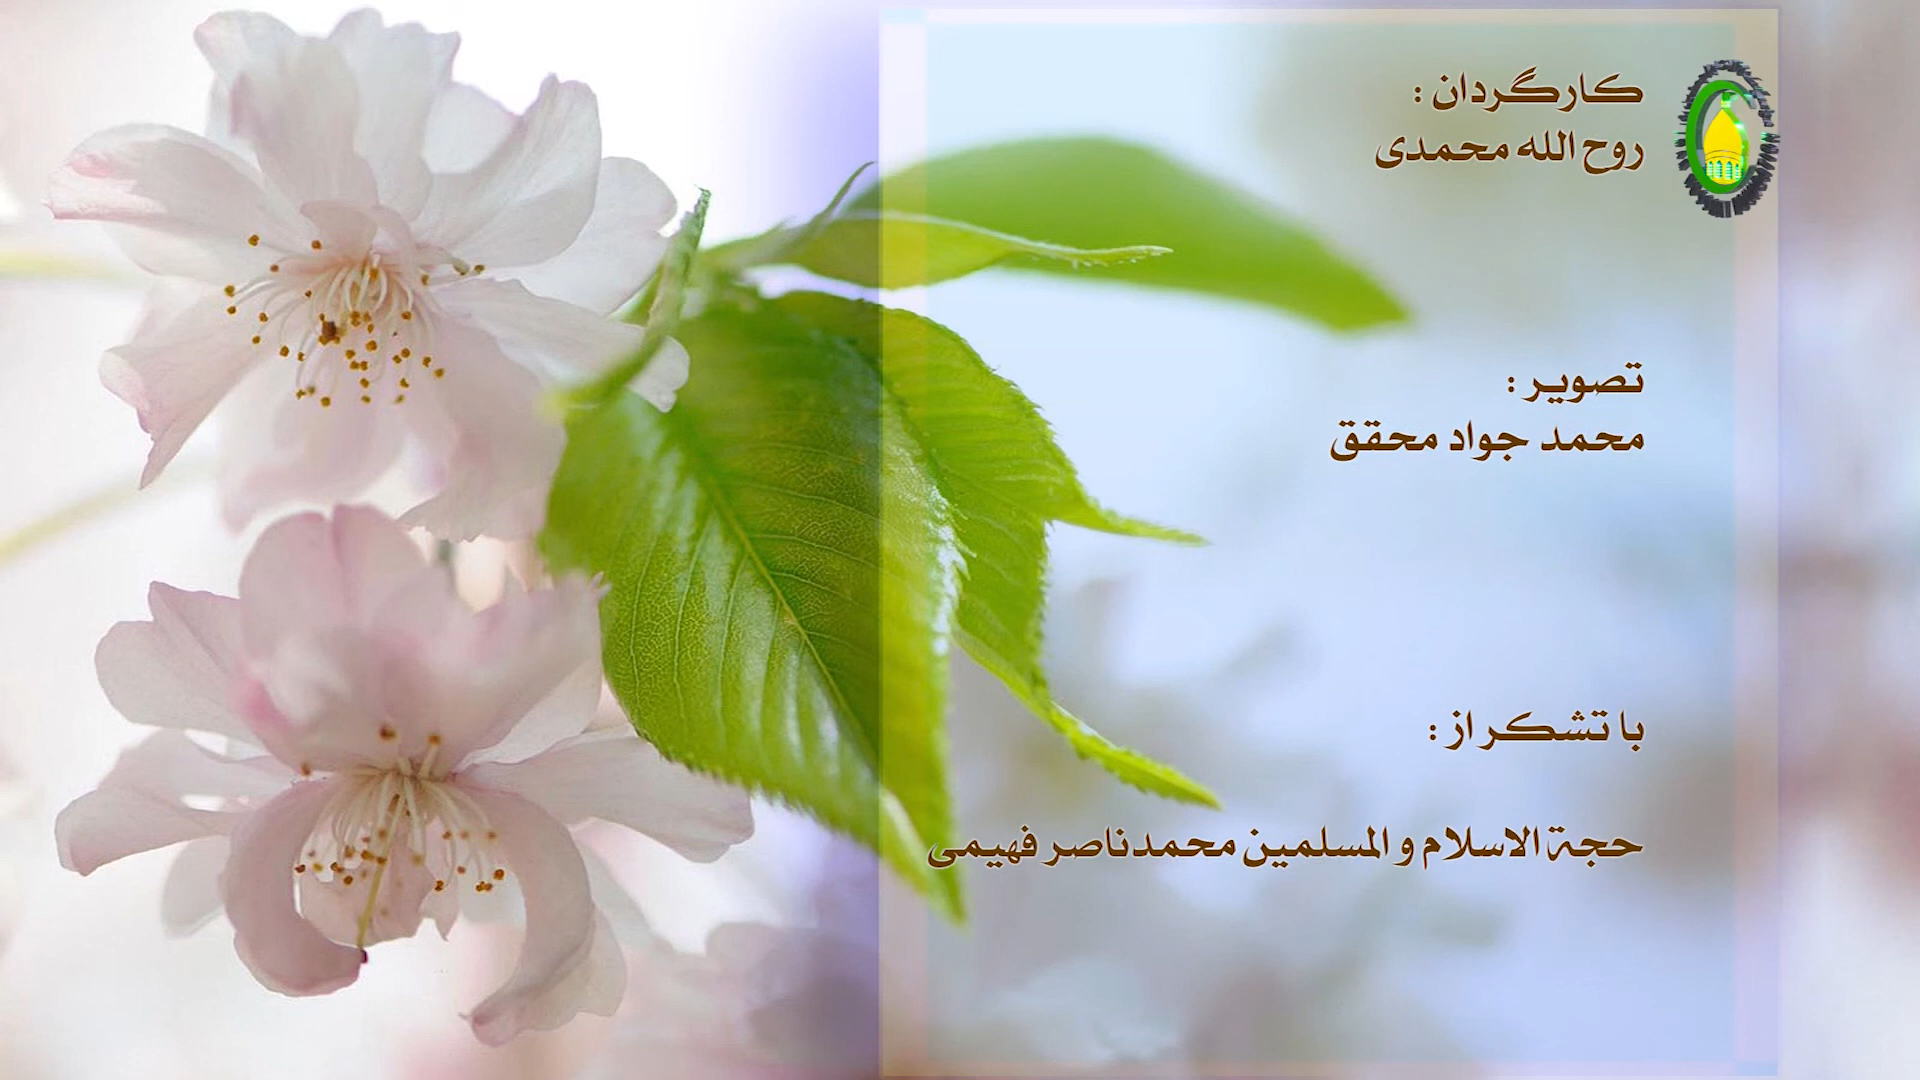 کارگردان :
روح الله محمدی
تصویر :
محمد جواد محقق
با تشکر از :
حجة الاسلام و المسلمین محمدناصر فهیمی